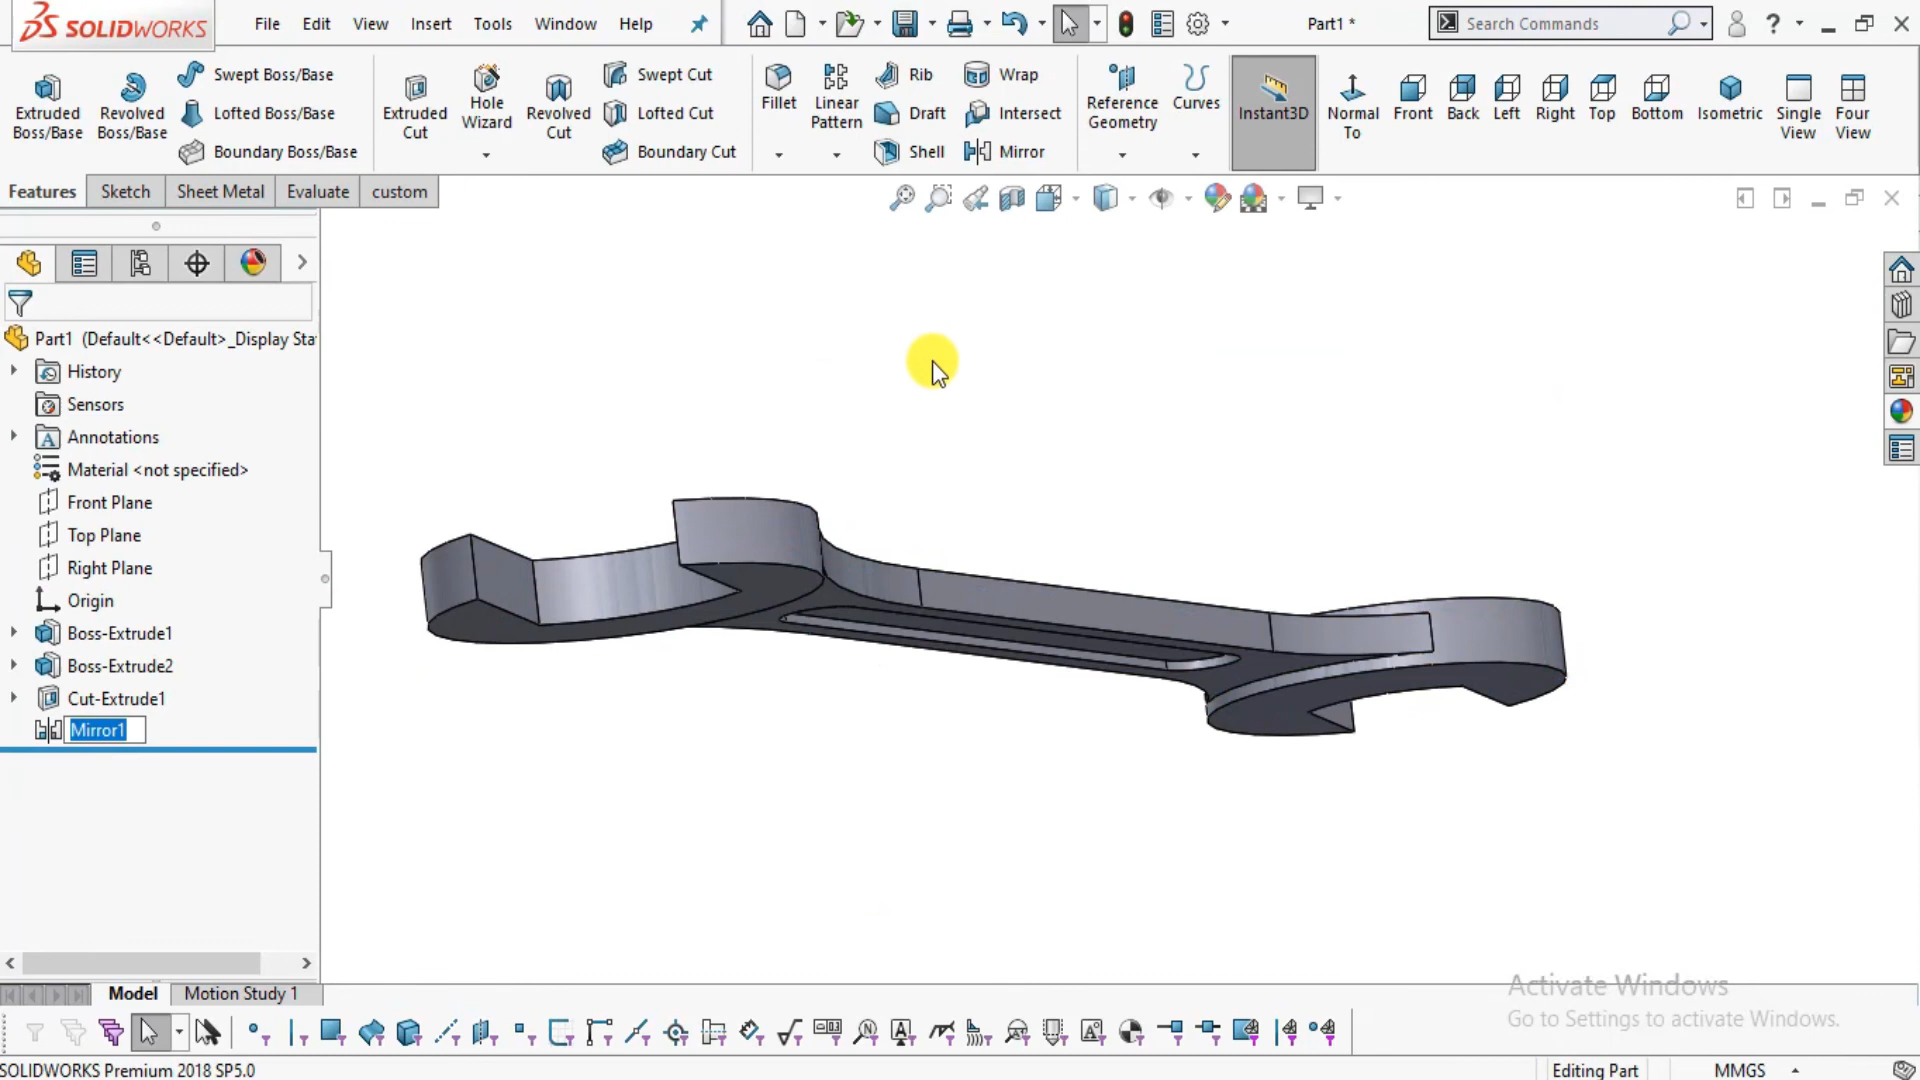 SOLIDWORKS
File Edit View Insert Tools Window Help
Part1 *
Search Commands
?
Extruded Boss/Base
Revolved Boss/Base
Swept Boss/Base
Lofted Boss/Base
Boundary Boss/Base
Extruded Cut
Hole Wizard
Revolved Cut
Swept Cut
Lofted Cut
Boundary Cut
Fillet
Linear Pattern
Rib
Draft
Shell
Wrap
Intersect
Mirror
Reference Geometry
Curves
Instant3D
Normal To
Front
Back
Left
Right
Top
Bottom
Isometric
Single View
Four View
Features Sketch Sheet Metal Evaluate custom
Part1 (Default<<Default>_Display Sta
History
Sensors
Annotations
Material <not specified>
Front Plane
Top Plane
Right Plane
Origin
Boss-Extrude1
Boss-Extrude2
Cut-Extrude1
Mirror1
Activate Windows
Go to Settings to activate Windows.
Model Motion Study 1
SOLIDWORKS Premium 2018 SP5.0
Editing Part
MMGS